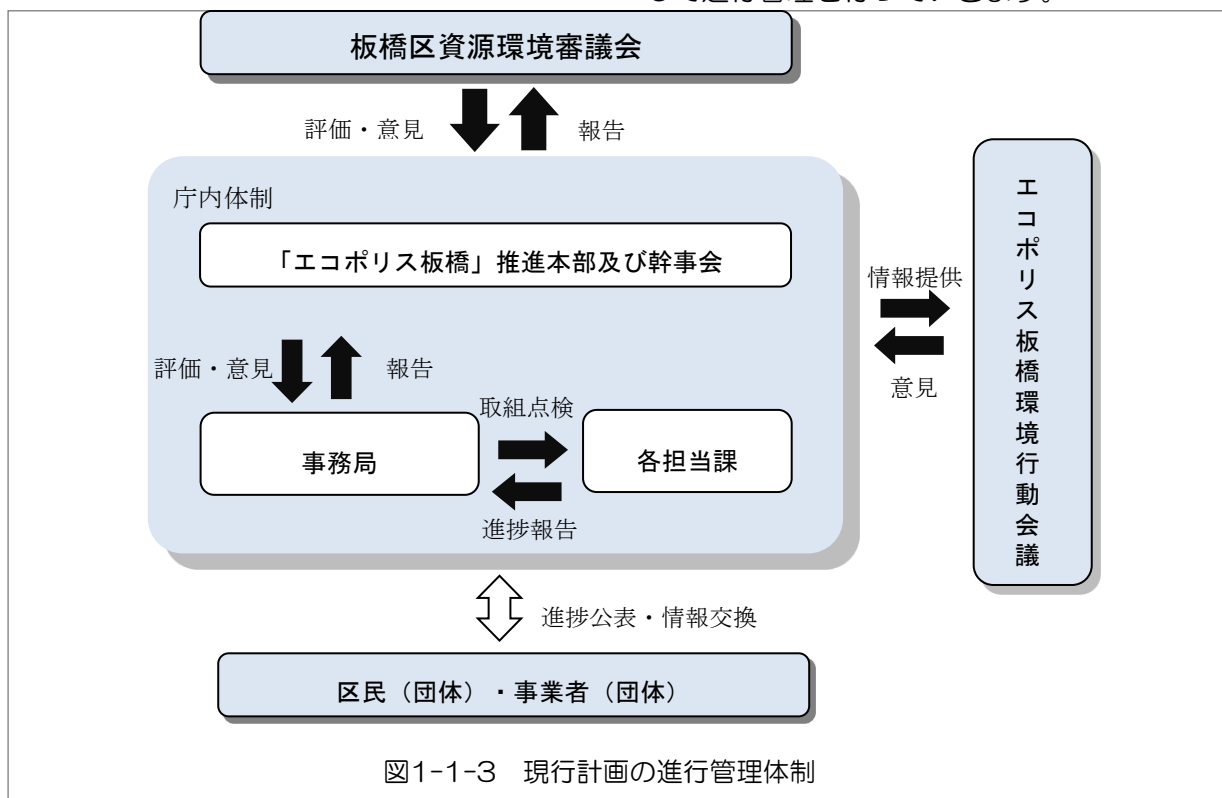 板橋区資源環境審議会
評価・意見
報告
庁内体制
「エコポリス板橋」推進本部及び幹事会
評価・意見
報告
取組点検
事務局
各担当課
進捗報告
情報提供
意見
エコポリス板橋環境行動会議
進捗公表・情報交換
区民（団体）・事業者（団体）
図1-1-3　現行計画の進行管理体制